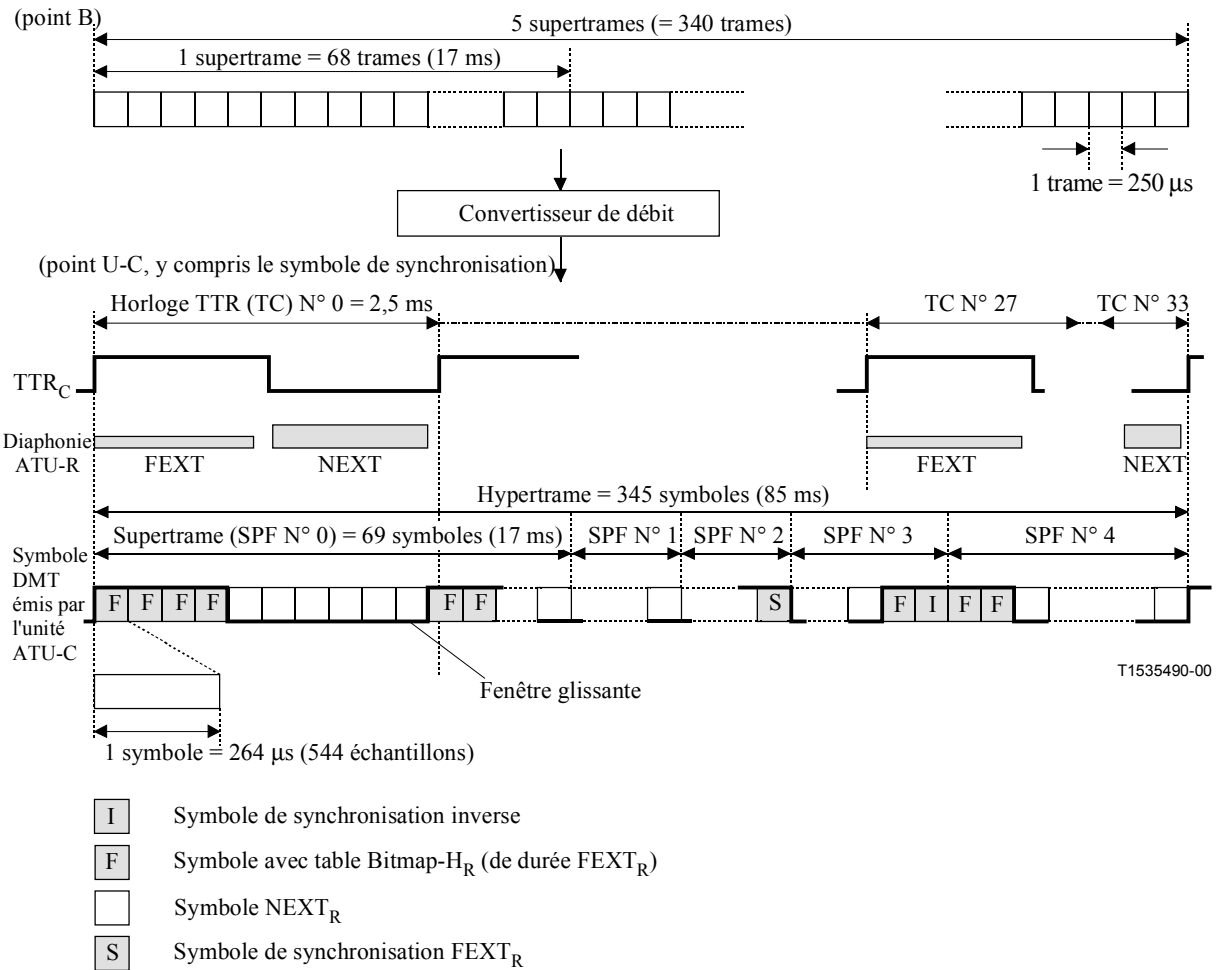 (point B)
5 supertrames (= 340 trames)
1 supertrame = 68 trames (17 ms)
1 trame = 250 µs
Convertisseur de débit
(point U-C, y compris le symbole de synchronisation)
Horloge TTR (TC) N° 0 = 2,5 ms
TC N° 27
TC N° 33
TTR_C
Diaphonie
ATU-R
FEXT
NEXT
FEXT
NEXT
Hypertrame = 345 symboles (85 ms)
Supertrame (SPF N° 0) = 69 symboles (17 ms)
SPF N° 1
SPF N° 2
SPF N° 3
SPF N° 4
Symbole
DMT
émis par
l'unité
ATU-C
F F F F F F S F I F F
T1535490-00
Fenêtre glissante
1 symbole = 264 µs (544 échantillons)
I Symbole de synchronisation inverse
F Symbole avec table Bitmap-H_R (de durée FEXT_R)
Symbole NEXT_R
S Symbole de synchronisation FEXT_R